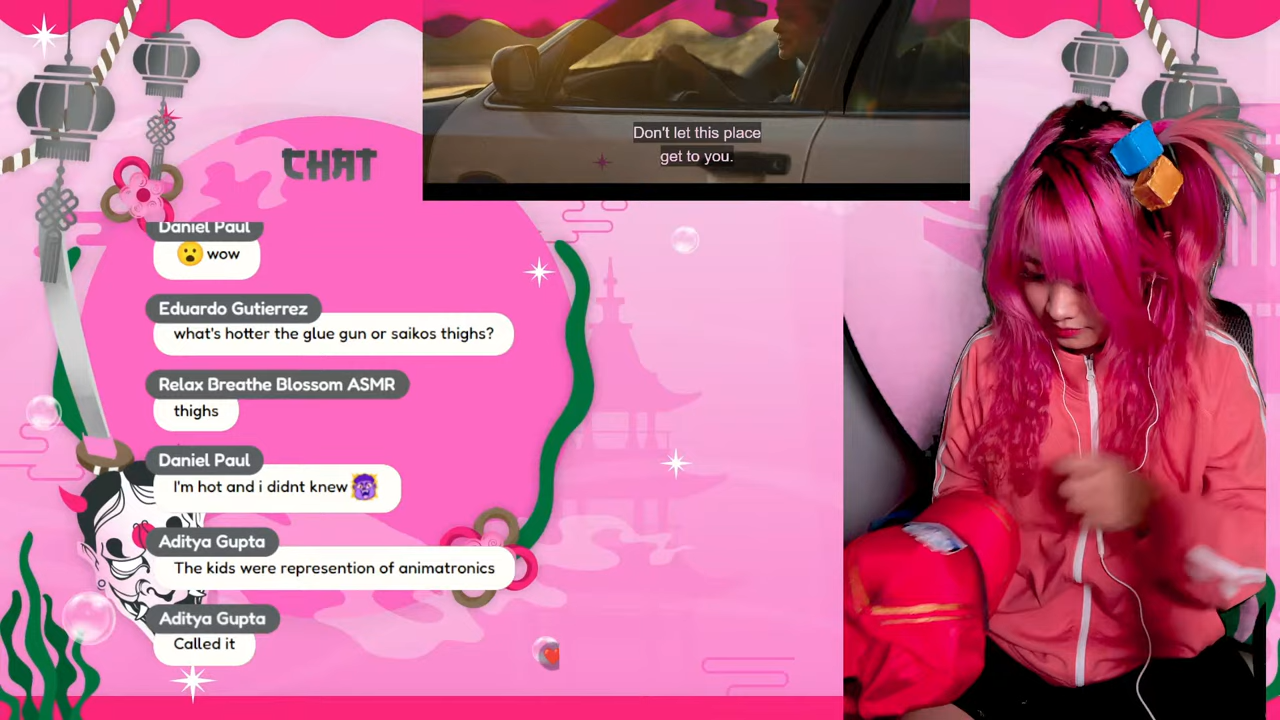 Don't let this place
get to you.
CHAT
Daniel Paul
wow
Eduardo Gutierrez
what's hotter the glue gun or saikos thighs?
Relax Breathe Blossom ASMR
thighs
Daniel Paul
I'm hot and i didnt knew
Aditya Gupta
The kids were represention of animatronics
Aditya Gupta
Called it